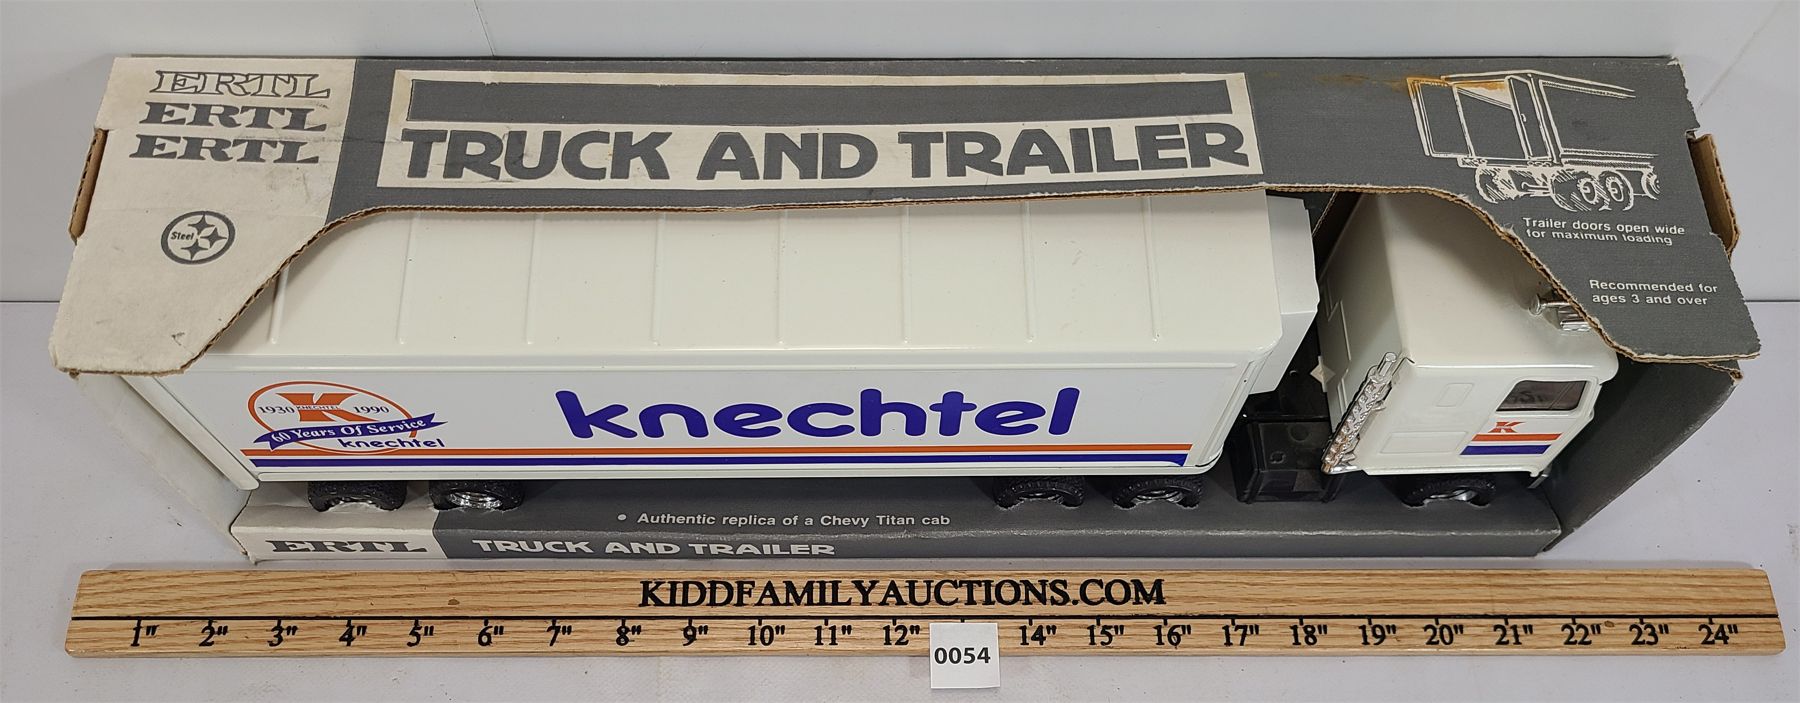 ERTL
ERTL
ERTL
Steel
TRUCK AND TRAILER
Trailer doors open wide
for maximum loading
Recommended for
ages 3 and over
K
1930 KNECHTEL 1990
60 Years Of Service
knechtel
knechtel
K
• Authentic replica of a Chevy Titan cab
ERTL TRUCK AND TRAILER
KIDDFAMILYAUCTIONS.COM
1" 2" 3" 4" 5" 6" 7" 8" 9" 10" 11" 12" 14" 15" 16" 17" 18" 19" 20" 21" 22" 23" 24"
0054